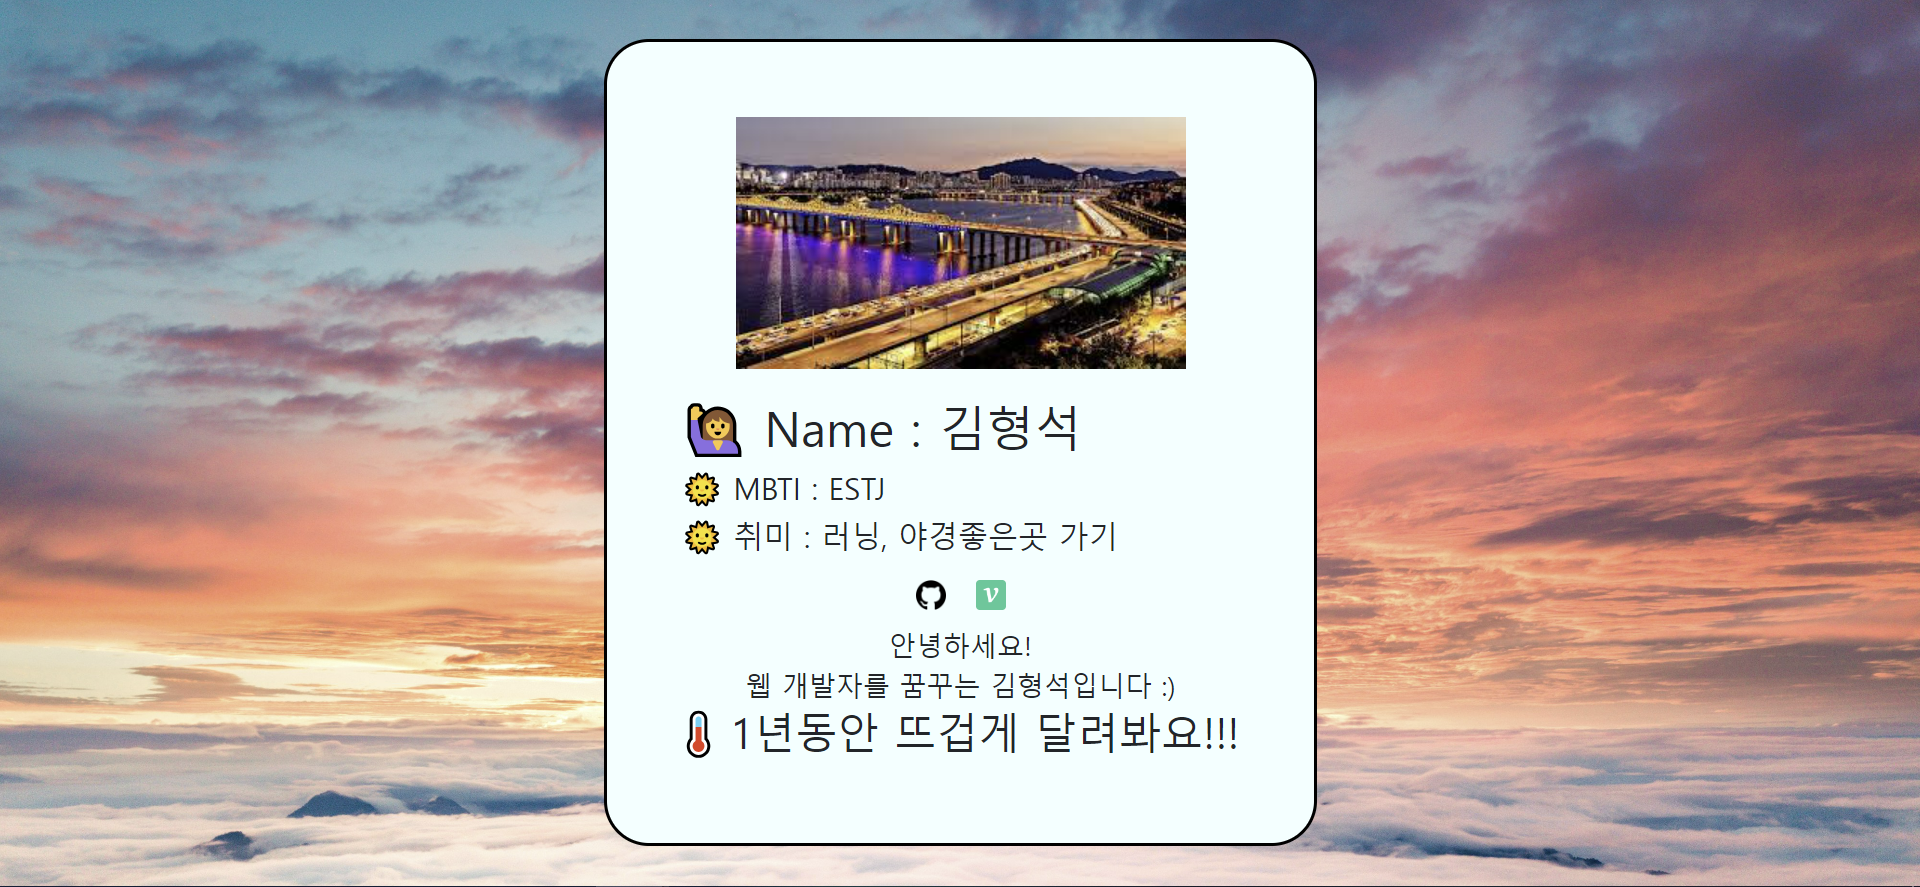 Name : 김형석
MBTI : ESTJ
취미 : 러닝, 야경좋은곳 가기
v
안녕하세요!
웹 개발자를 꿈꾸는 김형석입니다 :)
1년동안 뜨겁게 달려봐요!!!